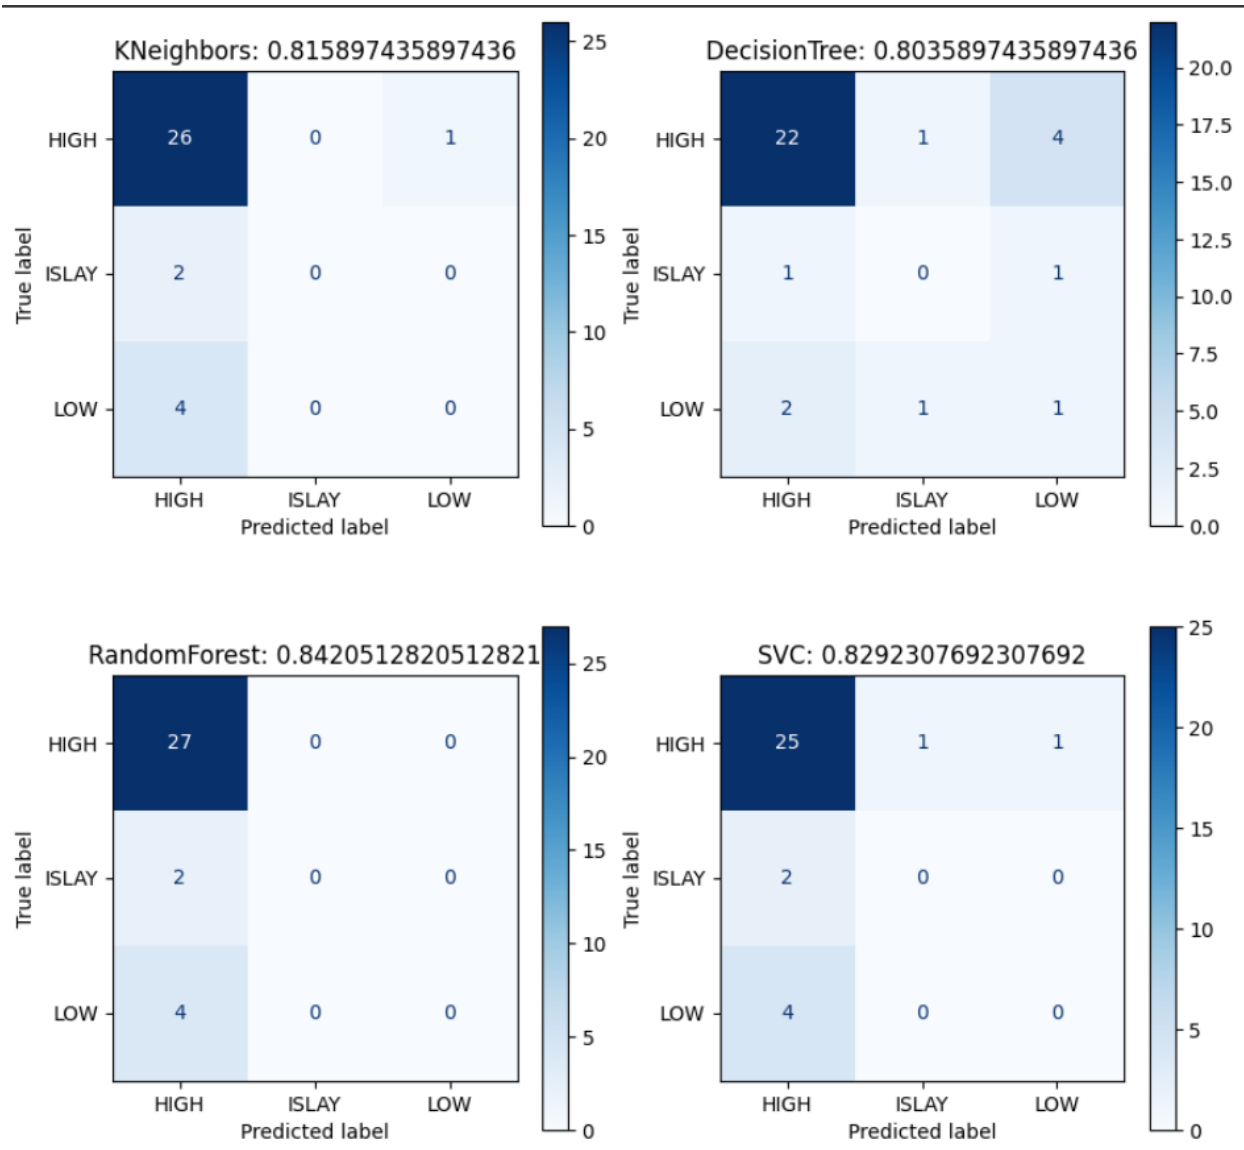 KNeighbors: 0.815897435897436
HIGH 26 0 1
ISLAY 2 0 0
LOW 4 0 0
HIGH ISLAY LOW
Predicted label
True label
25
20
15
10
5
0
DecisionTree: 0.8035897435897436
HIGH 22 1 4
ISLAY 1 0 1
LOW 2 1 1
HIGH ISLAY LOW
Predicted label
True label
20.0
17.5
15.0
12.5
10.0
7.5
5.0
2.5
0.0
RandomForest: 0.8420512820512821
HIGH 27 0 0
ISLAY 2 0 0
LOW 4 0 0
HIGH ISLAY LOW
Predicted label
True label
25
20
15
10
5
0
SVC: 0.8292307692307692
HIGH 25 1 1
ISLAY 2 0 0
LOW 4 0 0
HIGH ISLAY LOW
Predicted label
True label
25
20
15
10
5
0